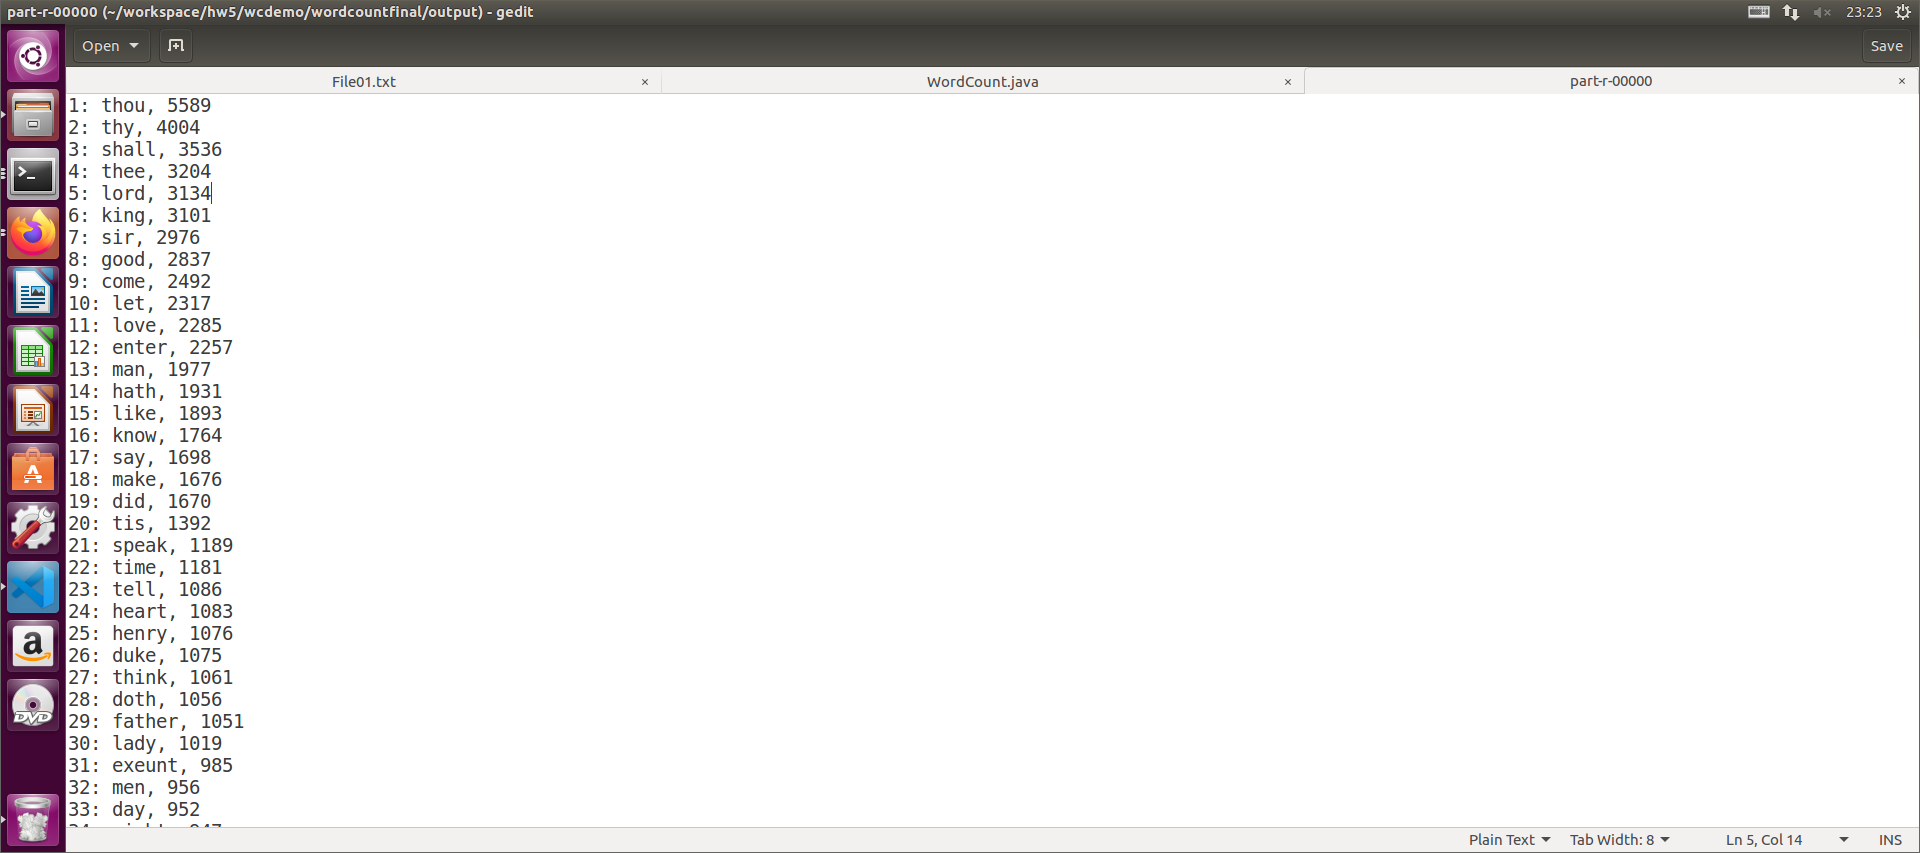 part-r-00000 (~/workspace/hw5/wcdemo/wordcountfinal/output) - gedit
23:23
Open
Save
File01.txt
WordCount.java
part-r-00000
1: thou, 5589
2: thy, 4004
3: shall, 3536
4: thee, 3204
5: lord, 3134
6: king, 3101
7: sir, 2976
8: good, 2837
9: come, 2492
10: let, 2317
11: love, 2285
12: enter, 2257
13: man, 1977
14: hath, 1931
15: like, 1893
16: know, 1764
17: say, 1698
18: make, 1676
19: did, 1670
20: tis, 1392
21: speak, 1189
22: time, 1181
23: tell, 1086
24: heart, 1083
25: henry, 1076
26: duke, 1075
27: think, 1061
28: doth, 1056
29: father, 1051
30: lady, 1019
31: exeunt, 985
32: men, 956
33: day, 952
DVD
Plain Text
Tab Width: 8
Ln 5, Col 14
INS